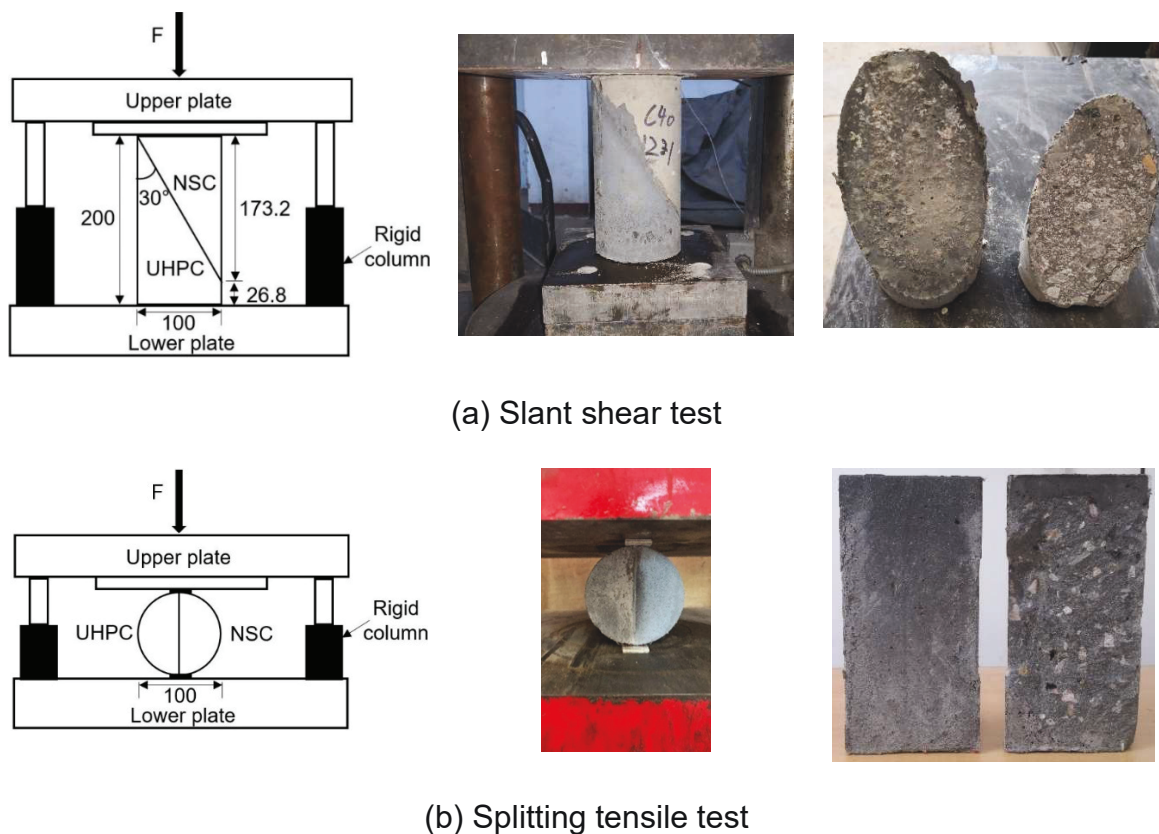 F
Upper plate
NSC
30°
200
173.2
UHPC
Rigid
column
26.8
100
Lower plate
C40
1221
(a) Slant shear test
F
Upper plate
UHPC
NSC
Rigid
column
100
Lower plate
(b) Splitting tensile test